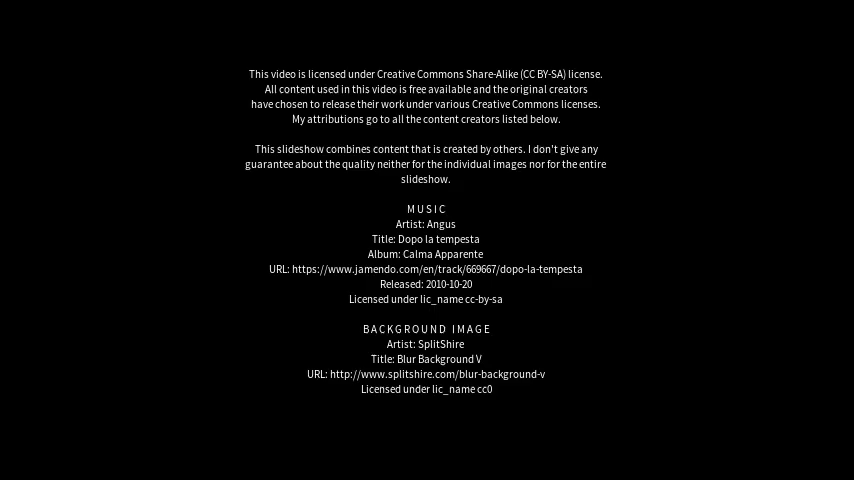 This video is licensed under Creative Commons Share-Alike (CC BY-SA) license.
All content used in this video is free available and the original creators
have chosen to release their work under various Creative Commons licenses.
My attributions go to all the content creators listed below.
This slideshow combines content that is created by others. I don't give any
guarantee about the quality neither for the individual images nor for the entire
slideshow.
MUSIC
Artist: Angus
Title: Dopo la tempesta
Album: Calma Apparente
URL: https://www.jamendo.com/en/track/669667/dopo-la-tempesta
Released: 2010-10-20
Licensed under lic_name cc-by-sa
BACKGROUND IMAGE
Artist: SplitShire
Title: Blur Background V
URL: http://www.splitshire.com/blur-background-v
Licensed under lic_name cc0